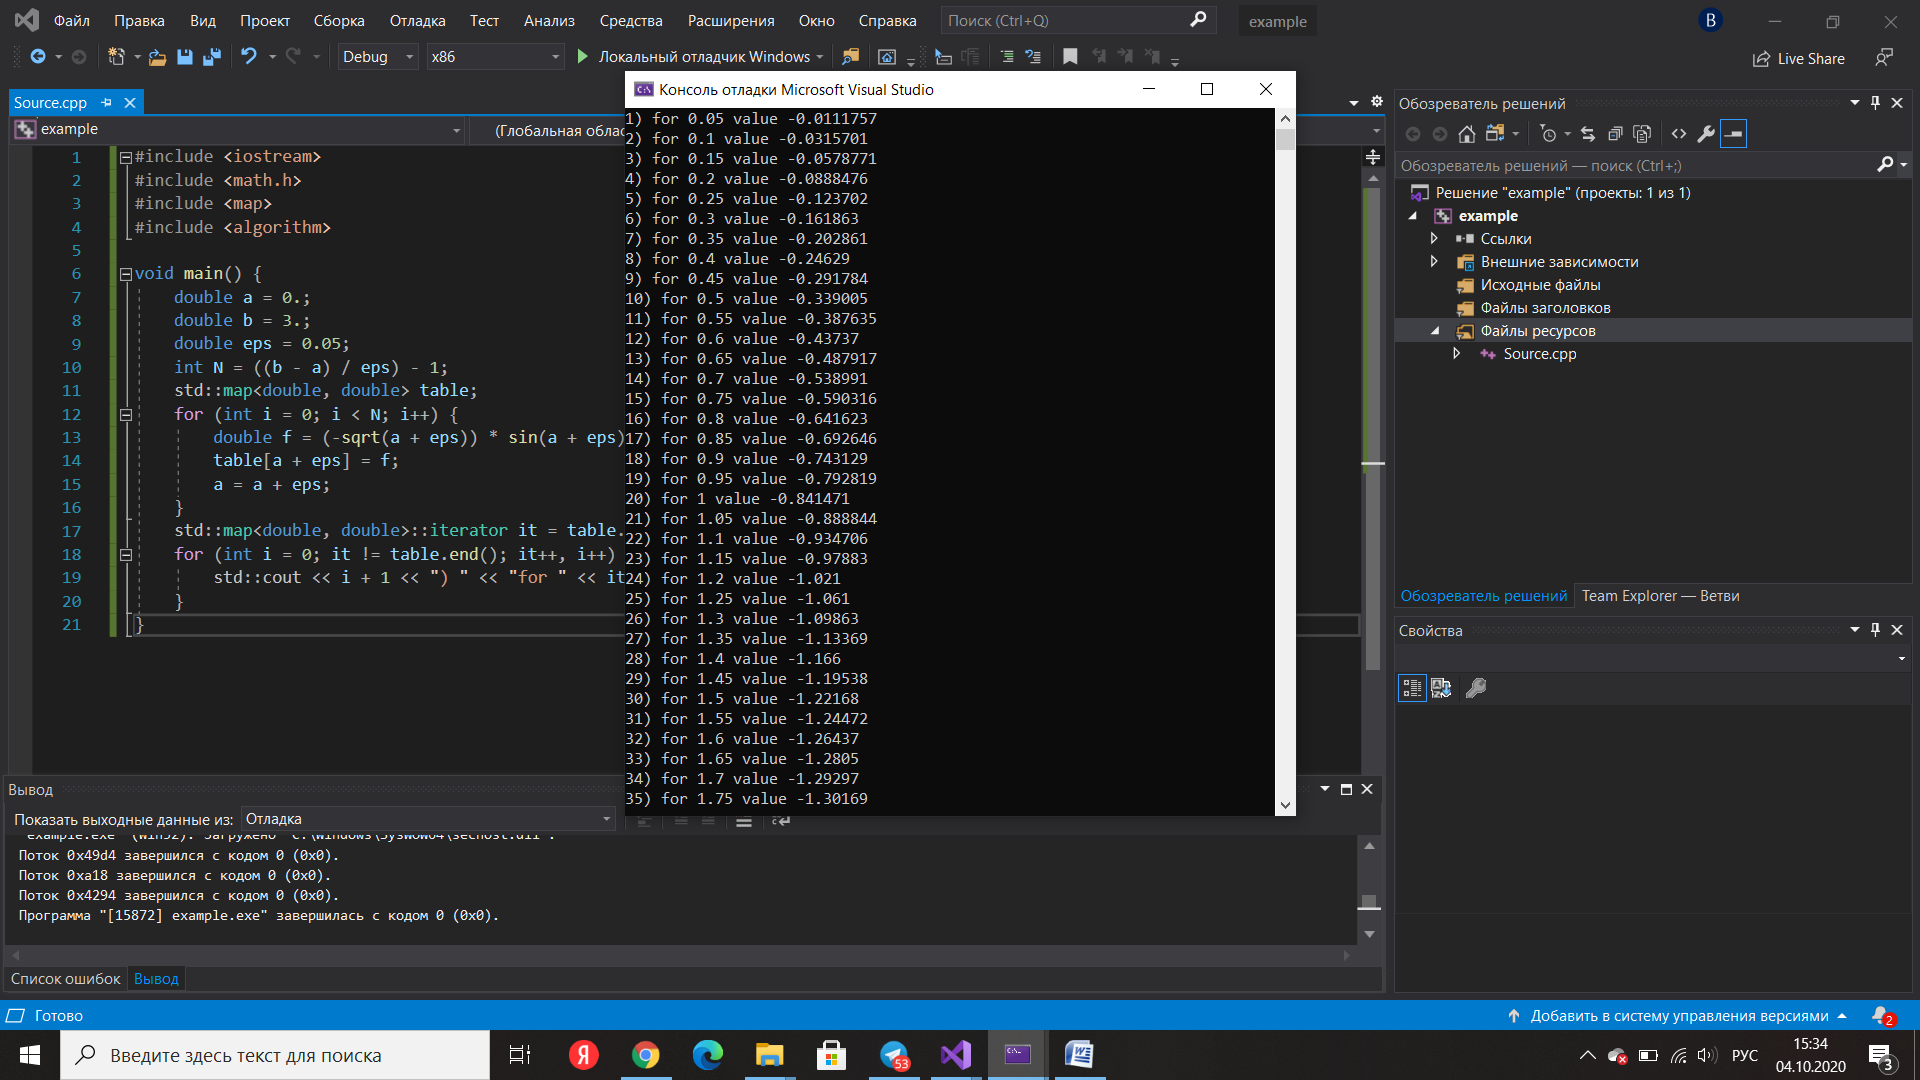 Файл Правка Вид Проект Сборка Отладка Тест Анализ Средства Расширения Окно Справка Поиск (Ctrl+Q) example B
Debug x86 Локальный отладчик Windows Live Share
Source.cpp
example (Глобальная облас
1 #include <iostream>
2 #include <math.h>
3 #include <map>
4 #include <algorithm>
5
6 void main() {
7 double a = 0.;
8 double b = 3.;
9 double eps = 0.05;
10 int N = ((b - a) / eps) - 1;
11 std::map<double, double> table;
12 for (int i = 0; i < N; i++) {
13 double f = (-sqrt(a + eps)) * sin(a + eps)
14 table[a + eps] = f;
15 a = a + eps;
16 }
17 std::map<double, double>::iterator it = table.
18 for (int i = 0; it != table.end(); it++, i++)
19 std::cout << i + 1 << ") " << "for " << it
20 }
21 }
Консоль отладки Microsoft Visual Studio
1) for 0.05 value -0.0111757
2) for 0.1 value -0.0315701
3) for 0.15 value -0.0578771
4) for 0.2 value -0.0888476
5) for 0.25 value -0.123702
6) for 0.3 value -0.161863
7) for 0.35 value -0.202861
8) for 0.4 value -0.24629
9) for 0.45 value -0.291784
10) for 0.5 value -0.339005
11) for 0.55 value -0.387635
12) for 0.6 value -0.43737
13) for 0.65 value -0.487917
14) for 0.7 value -0.538991
15) for 0.75 value -0.590316
16) for 0.8 value -0.641623
17) for 0.85 value -0.692646
18) for 0.9 value -0.743129
19) for 0.95 value -0.792819
20) for 1 value -0.841471
21) for 1.05 value -0.888844
22) for 1.1 value -0.934706
23) for 1.15 value -0.97883
24) for 1.2 value -1.021
25) for 1.25 value -1.061
26) for 1.3 value -1.09863
27) for 1.35 value -1.13369
28) for 1.4 value -1.166
29) for 1.45 value -1.19538
30) for 1.5 value -1.22168
31) for 1.55 value -1.24472
32) for 1.6 value -1.26437
33) for 1.65 value -1.2805
34) for 1.7 value -1.29297
35) for 1.75 value -1.30169
Обозреватель решений
Обозреватель решений — поиск (Ctrl+;)
Решение "example" (проекты: 1 из 1)
example
Ссылки
Внешние зависимости
Исходные файлы
Файлы заголовков
Файлы ресурсов
Source.cpp
Обозреватель решений Team Explorer — Ветви
Свойства
Вывод
Показать выходные данные из: Отладка
"example.exe" (Win32). Загружено "C:\Windows\SysWOW64\sechost.dll".
Поток 0x49d4 завершился с кодом 0 (0x0).
Поток 0xa18 завершился с кодом 0 (0x0).
Поток 0x4294 завершился с кодом 0 (0x0).
Программа "[15872] example.exe" завершилась с кодом 0 (0x0).
Список ошибок Вывод
Готово Добавить в систему управления версиями 2
Введите здесь текст для поиска 53 РУС 15:34
04.10.2020 3